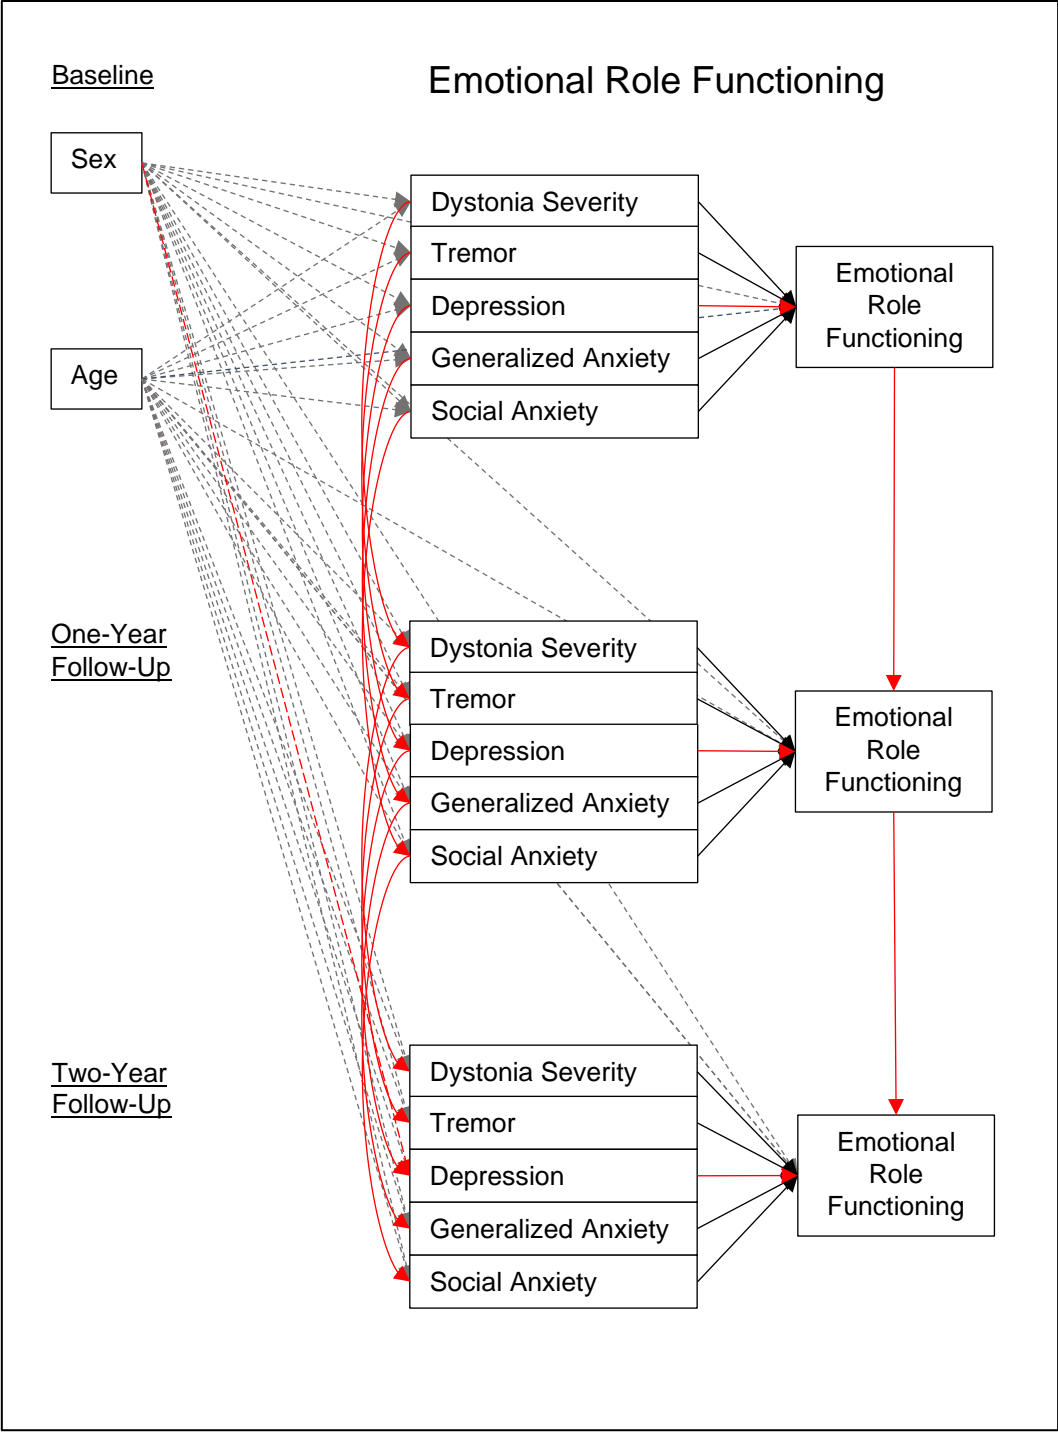 Baseline
Emotional Role Functioning
Sex
Age
Dystonia Severity
Tremor
Depression
Generalized Anxiety
Social Anxiety
Emotional
Role
Functioning
One-Year
Follow-Up
Dystonia Severity
Tremor
Depression
Generalized Anxiety
Social Anxiety
Emotional
Role
Functioning
Two-Year
Follow-Up
Dystonia Severity
Tremor
Depression
Generalized Anxiety
Social Anxiety
Emotional
Role
Functioning